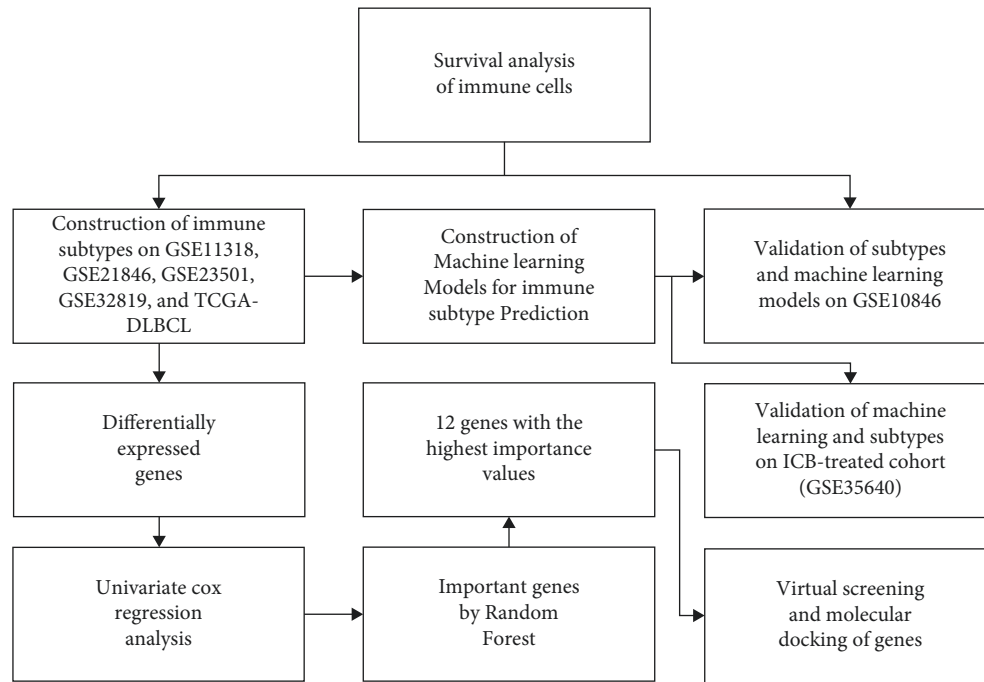 Survival analysis
of immune cells
Construction of immune
subtypes on GSE11318,
GSE21846, GSE23501,
GSE32819, and TCGA-
DLBCL
Construction of
Machine learning
Models for immune
subtype Prediction
Validation of subtypes
and machine learning
models on GSE10846
Differentially
expressed
genes
12 genes with the
highest importance
values
Validation of machine
learning and subtypes
on ICB-treated cohort
(GSE35640)
Univariate cox
regression
analysis
Important genes
by Random
Forest
Virtual screening
and molecular
docking of genes